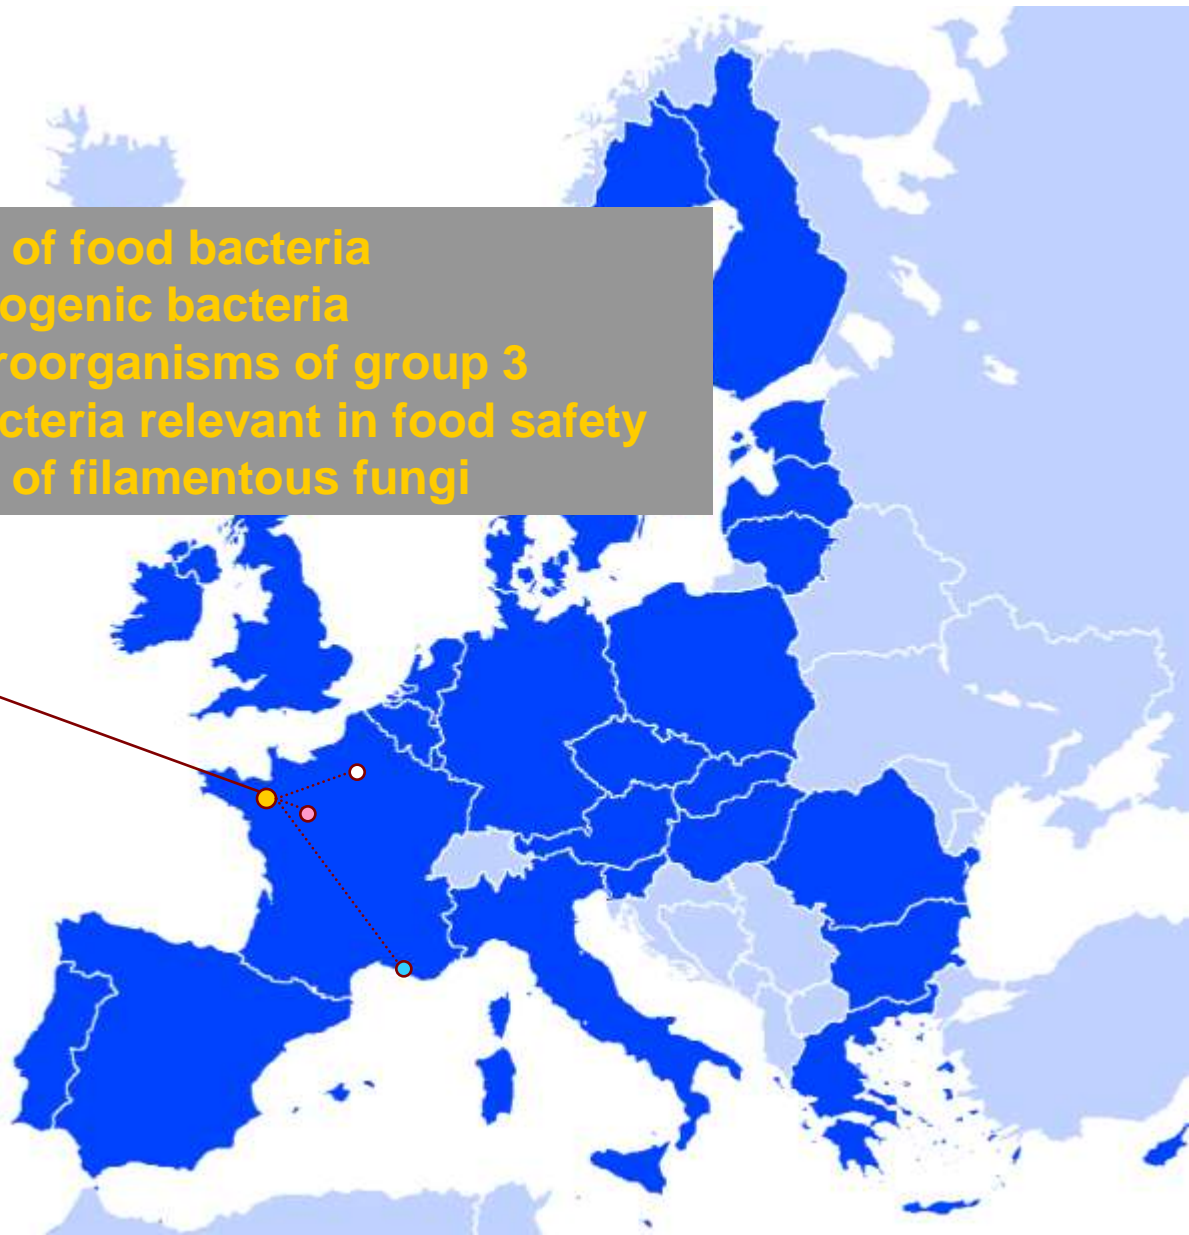 of food bacteria
ogenic bacteria
roorganisms of group 3
cteria relevant in food safety
of filamentous fungi